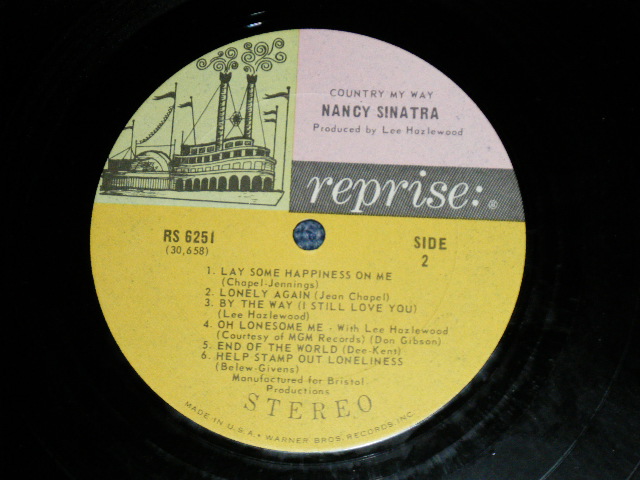 COUNTRY MY WAY
NANCY SINATRA
Produced by Lee Hazlewood
reprise: ®
RS 6251
(30,658)
SIDE
2
1. LAY SOME HAPPINESS ON ME
(Chapel-Jennings)
2. LONELY AGAIN (Jean Chapel)
3. BY THE WAY (I STILL LOVE YOU)
(Lee Hazlewood)
4. OH LONESOME ME - With Lee Hazlewood
(Courtesy of MGM Records) (Don Gibson)
5. END OF THE WORLD (Dee-Kent)
6. HELP STAMP OUT LONELINESS
(Belew-Givens)
Manufactured for Bristol
Productions
STEREO
MADE IN U.S.A. • WARNER BROS. RECORDS, INC.